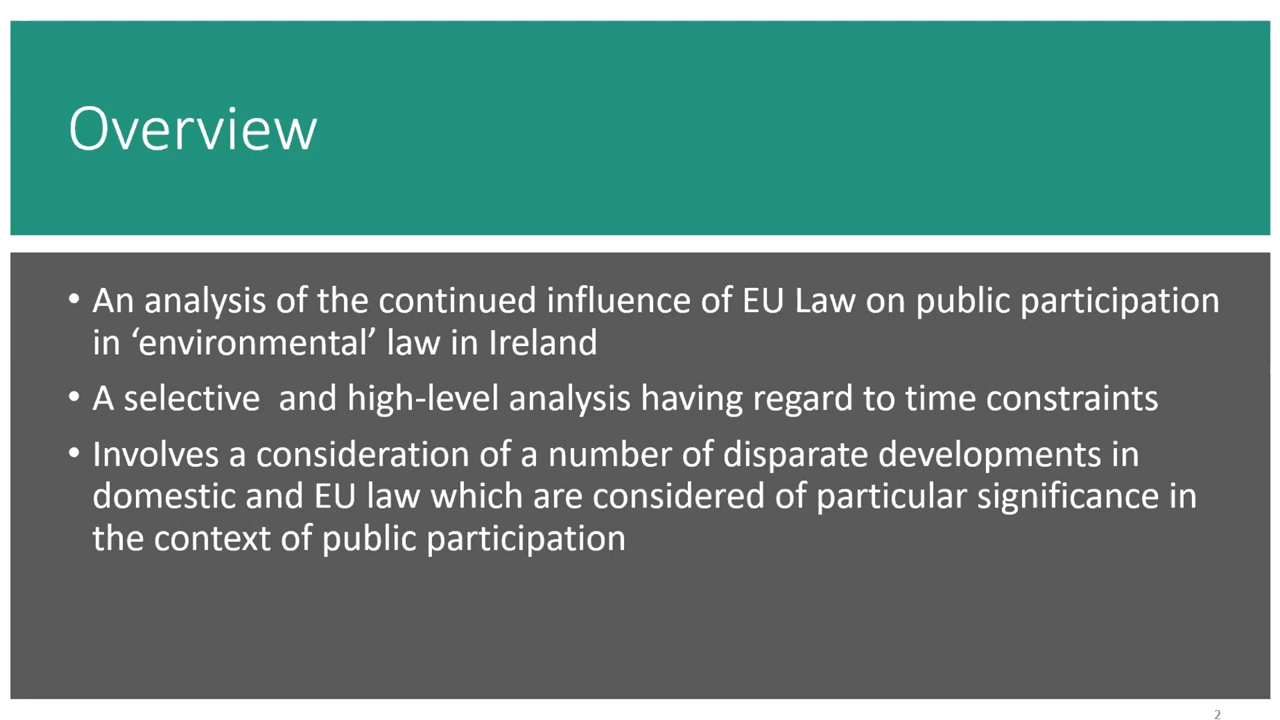 Overview
• An analysis of the continued influence of EU Law on public participation
in ‘environmental’ law in Ireland
• A selective  and high-level analysis having regard to time constraints
• Involves a consideration of a number of disparate developments in
domestic and EU law which are considered of particular significance in
the context of public participation
2